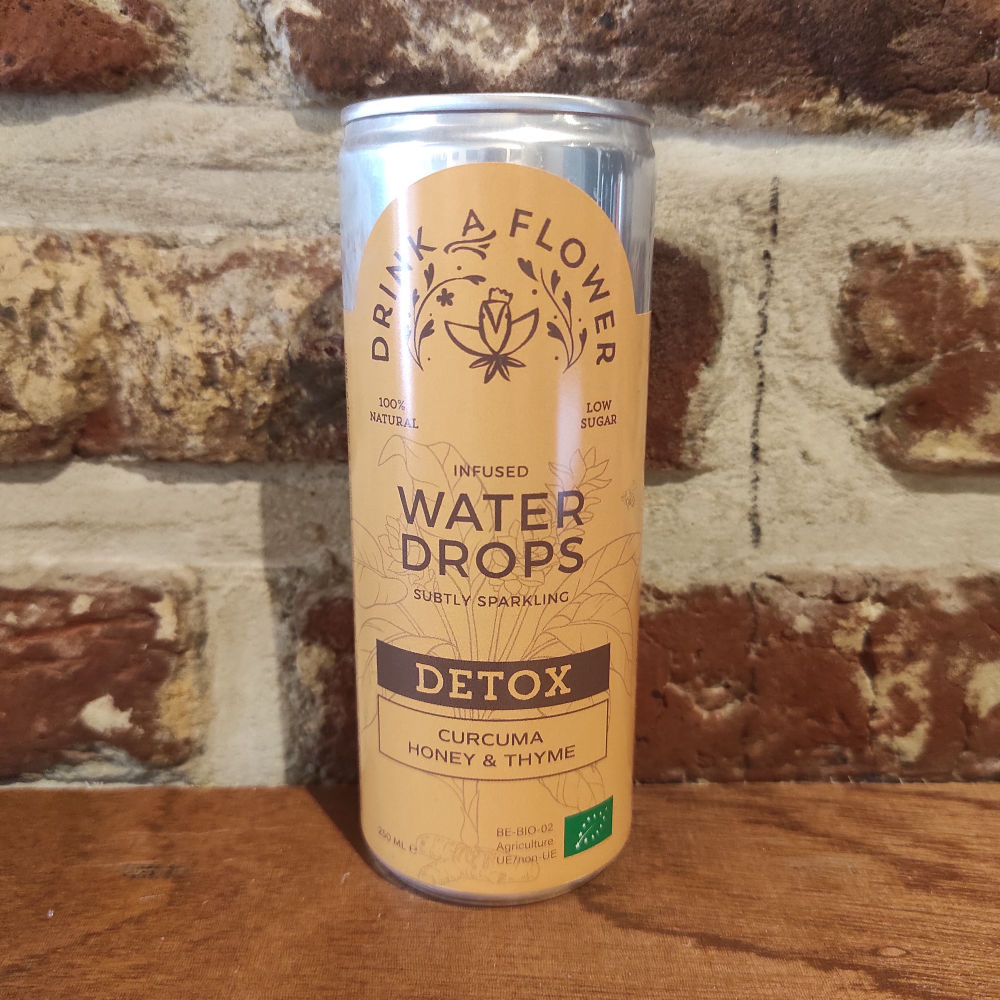 DRINK A FLOWER
100%
NATURAL
LOW
SUGAR
INFUSED
WATER
DROPS
SUBTLY SPARKLING
DETOX
CURCUMA
HONEY & THYME
250 ML e
BE-BIO-02
Agriculture
UE/non-UE